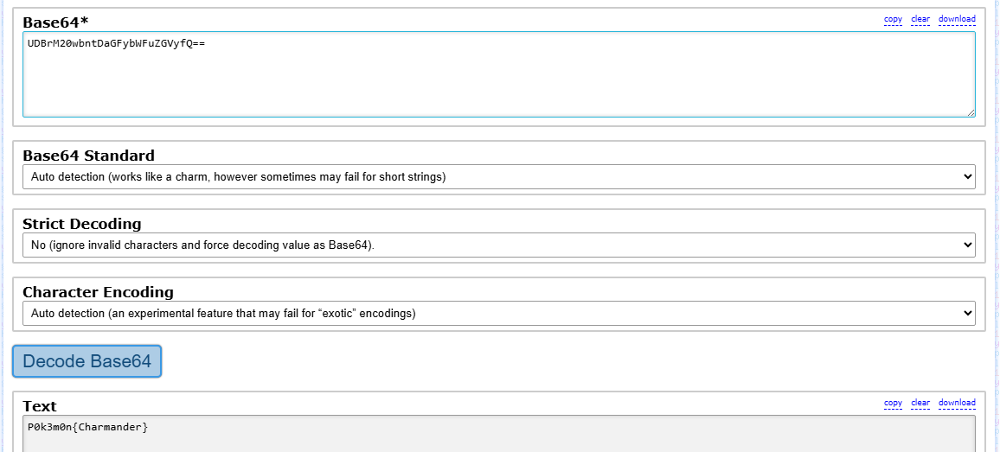 Base64*
copy clear download
UDBrM20wbntDaGFybWFuZGVyfQ==
Base64 Standard
Auto detection (works like a charm, however sometimes may fail for short strings)
Strict Decoding
No (ignore invalid characters and force decoding value as Base64).
Character Encoding
Auto detection (an experimental feature that may fail for “exotic” encodings)
Decode Base64
Text
copy clear download
P0k3m0n{Charmander}